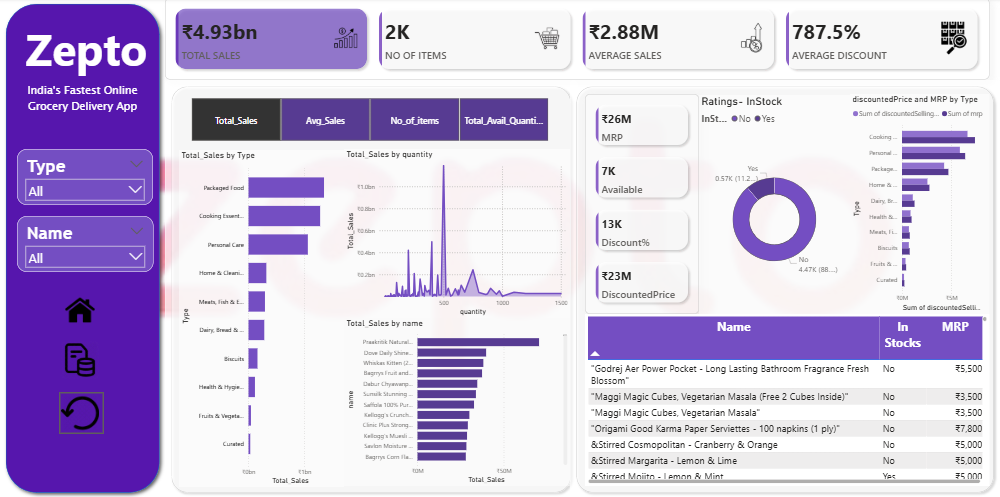 Zepto
India's Fastest Online
Grocery Delivery App
Type
All
Name
All
₹4.93bn
TOTAL SALES
2K
NO OF ITEMS
₹2.88M
AVERAGE SALES
787.5%
AVERAGE DISCOUNT
Total_Sales
Avg_Sales
No_of_items
Total_Avail_Quanti...
Total_Sales by Type
Type
Packaged Food
Cooking Essent...
Personal Care
Home & Cleani...
Meats, Fish & E...
Dairy, Bread & ...
Biscuits
Health & Hygie...
Fruits & Vegeta...
Curated
₹0bn
₹1bn
Total_Sales
Total_Sales by quantity
Total_Sales
₹1.0bn
₹0.8bn
₹0.6bn
₹0.4bn
₹0.2bn
500
1000
1500
quantity
Total_Sales by name
name
Praakritik Natural...
Dove Daily Shine...
Whiskas Kitten (2...
Bagrrys Fruit and...
Dabur Chyawanp...
Sunsilk Stunning ...
Saffola 100% Pur...
Kellogg's Crunch...
Clinic Plus Strong...
Kellogg's Muesli ...
Savlon Moisture ...
Bagrrys Corn Fla...
₹0M
₹50M
Total_Sales
₹26M
MRP
7K
Available
13K
Discount%
₹23M
DiscountedPrice
Ratings- InStock
InSt... No Yes
Yes
0.57K (11.2...)
No
4.47K (88....)
discountedPrice and MRP by Type
Sum of discountedSelling... Sum of mrp
Type
Cooking...
Personal ...
Package...
Home & ...
Dairy, Br...
Health &...
Meats, Fi...
Biscuits
Fruits &...
Curated
₹0M
₹5M
Sum of discountedSelli...
Name In Stocks MRP
"Godrej Aer Power Pocket - Long Lasting Bathroom Fragrance Fresh No ₹5,500
Blossom"
"Maggi Magic Cubes, Vegetarian Masala (Free 2 Cubes Inside)" No ₹3,500
"Maggi Magic Cubes, Vegetarian Masala" No ₹3,500
"Origami Good Karma Paper Serviettes - 100 napkins (1 ply)" No ₹7,800
&Stirred Cosmopolitan - Cranberry & Orange No ₹5,000
&Stirred Margarita - Lemon & Lime No ₹5,000
&Stirred Mojito - Lemon & Mint Yes ₹5,000